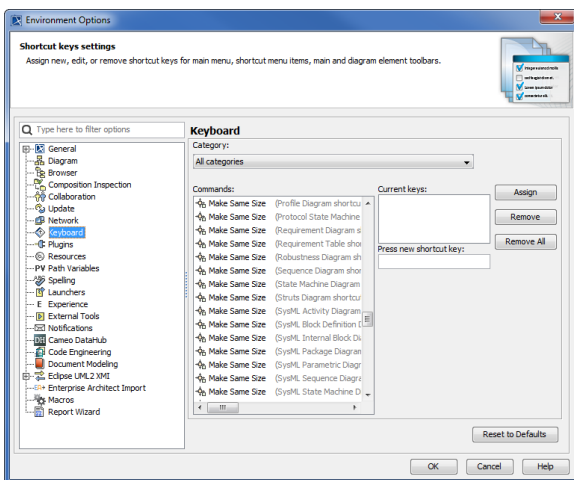 Environment Options
Shortcut keys settings
Assign new, edit, or remove shortcut keys for main menu, shortcut menu items, main and diagram element toolbars.
Type here to filter options
General
Diagram
Browser
Composition Inspection
Collaboration
Update
Network
Keyboard
Plugins
Resources
PV Path Variables
Spelling
Launchers
E Experience
External Tools
Notifications
DH Cameo DataHub
Code Engineering
Document Modeling
Eclipse UML2 XMI
Enterprise Architect Import
Macros
Report Wizard
Keyboard
Category:
All categories
Commands:
Make Same Size (Profile Diagram shortcu
Make Same Size (Protocol State Machine
Make Same Size (Requirement Diagram s
Make Same Size (Requirement Table shor
Make Same Size (Robustness Diagram sh
Make Same Size (Sequence Diagram shor
Make Same Size (State Machine Diagram
Make Same Size (Struts Diagram shortcu
Make Same Size (SysML Activity Diagram
Make Same Size (SysML Block Definition D
Make Same Size (SysML Internal Block Dia
Make Same Size (SysML Package Diagram
Make Same Size (SysML Parametric Diagr
Make Same Size (SysML Sequence Diagra
Make Same Size (SysML State Machine D
Current keys:
Press new shortcut key:
Assign
Remove
Remove All
Reset to Defaults
OK
Cancel
Help